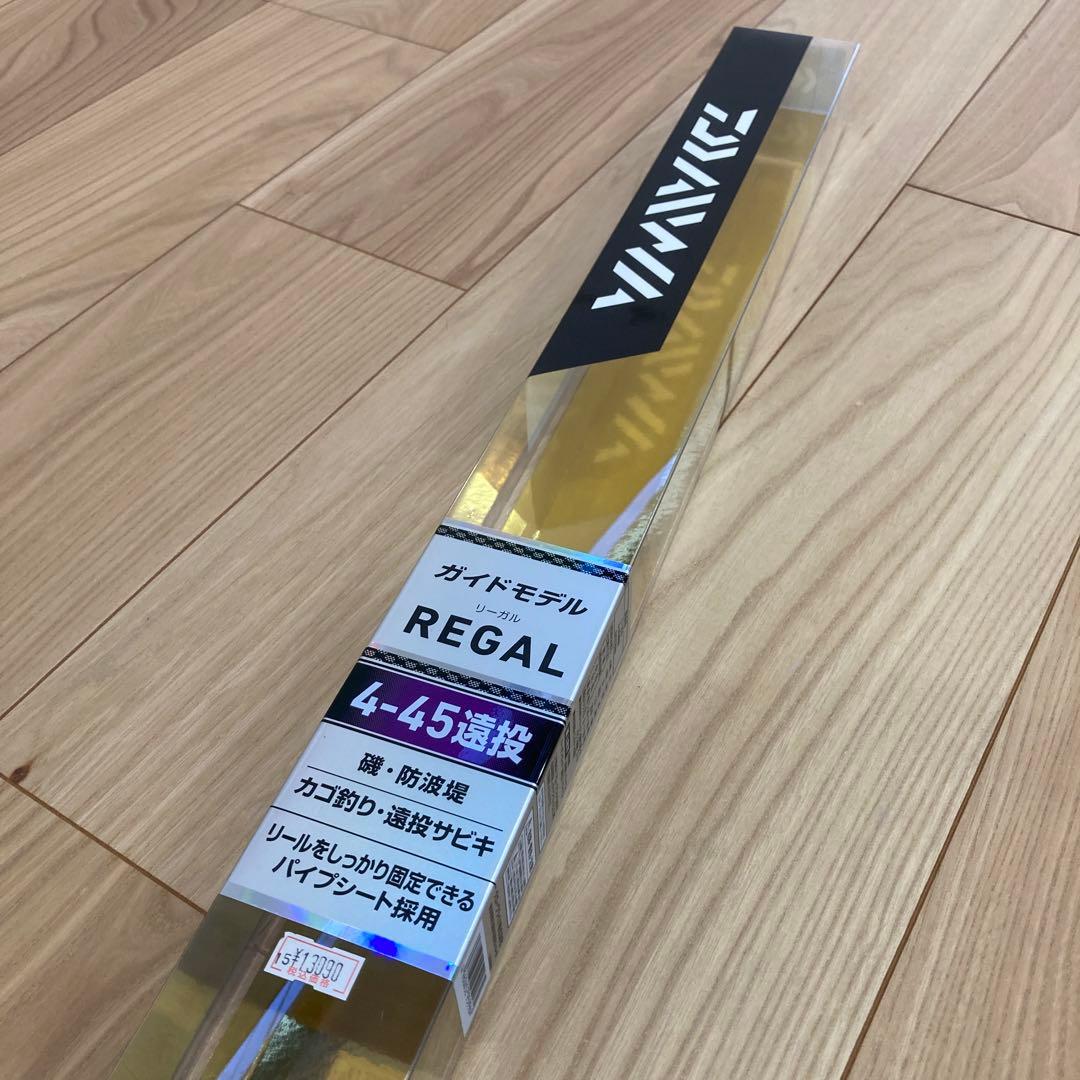 DAIWA
ガイドモデル
リーガル
REGAL
4-45遠投
磯・防波堤
カゴ釣り・遠投サビキ
リールをしっかり固定できる
パイプシート採用
15 ¥13090
税込価格